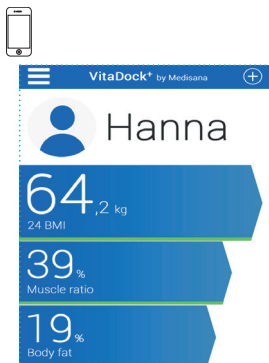 VitaDock+ by Medisana
Hanna
64,2 kg
24 BMI
39%
Muscle ratio
19%
Body fat